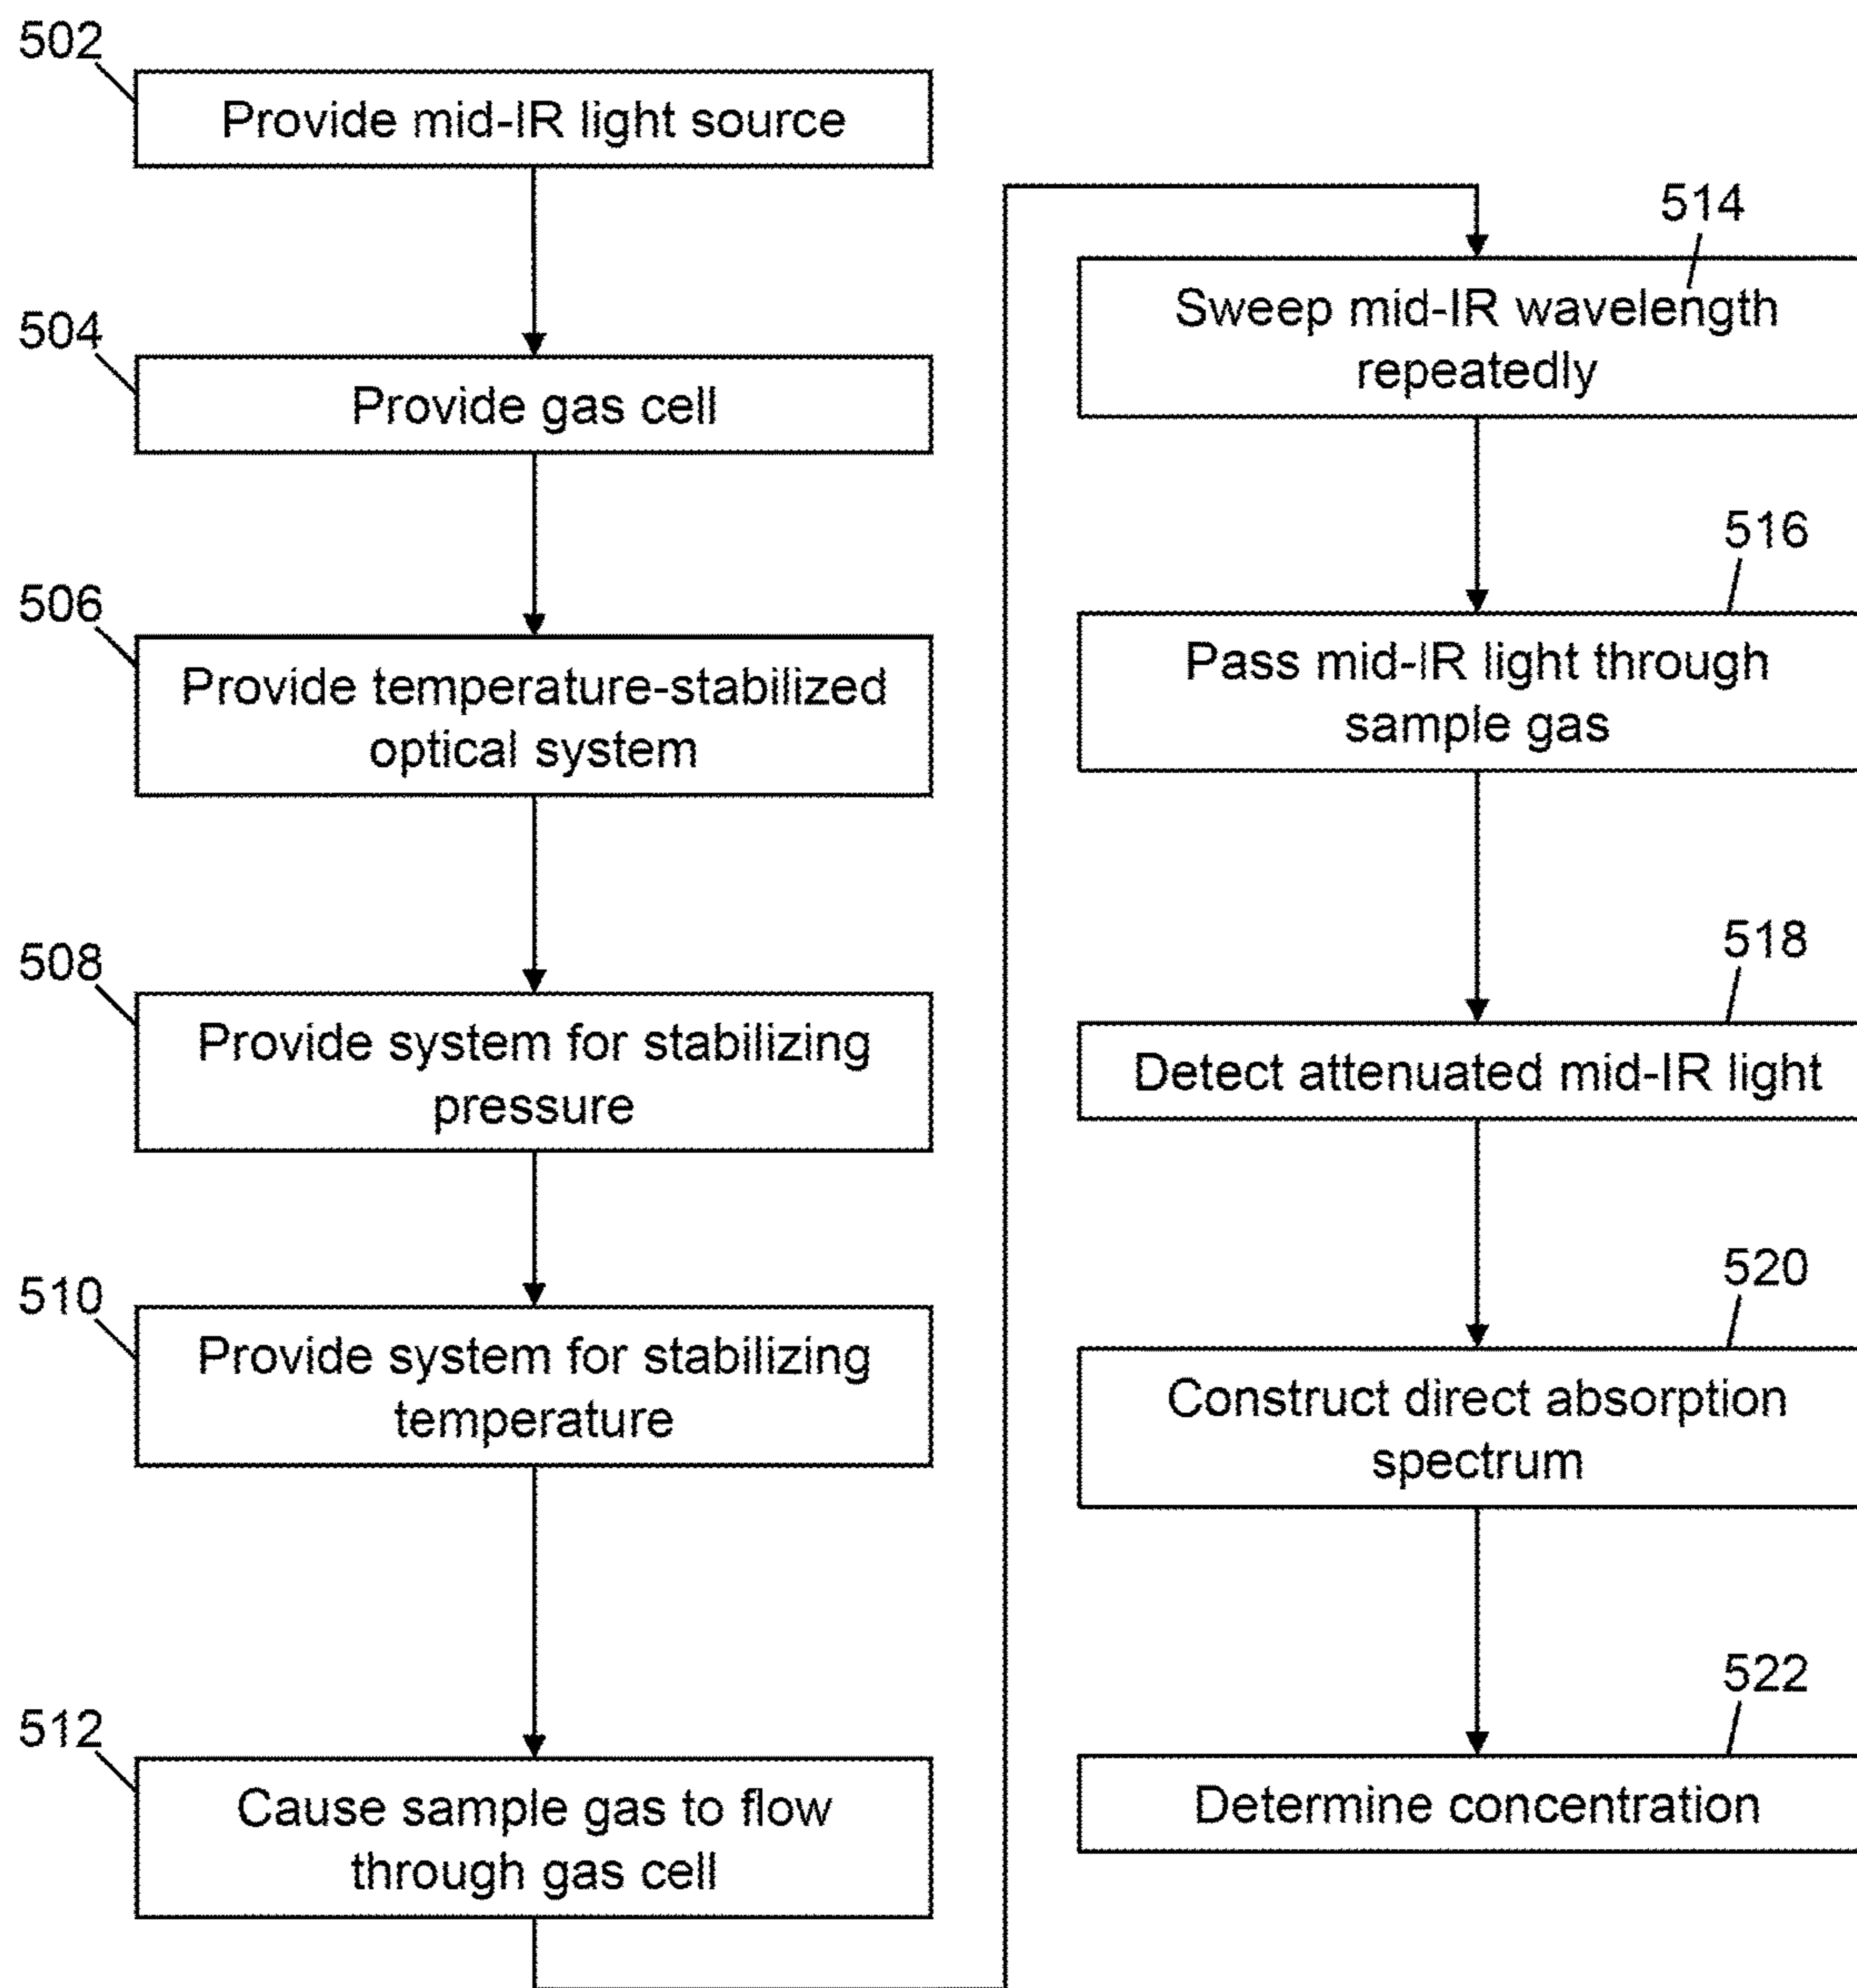 502
Provide mid-IR light source
504
Provide gas cell
506
Provide temperature-stabilized
optical system
508
Provide system for stabilizing
pressure
510
Provide system for stabilizing
temperature
512
Cause sample gas to flow
through gas cell
514
Sweep mid-IR wavelength
repeatedly
516
Pass mid-IR light through
sample gas
518
Detect attenuated mid-IR light
520
Construct direct absorption
spectrum
522
Determine concentration